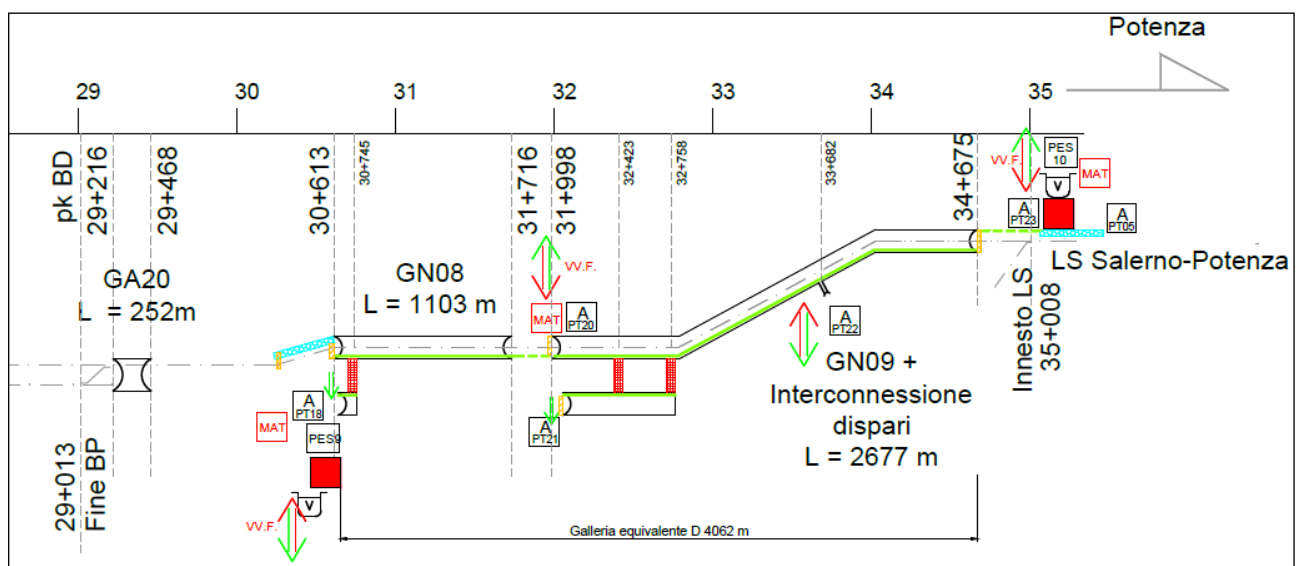 Potenza
29
30
31
32
33
34
35
pk BD
29+216
29+468
30+613
30+745
31+716
31+998
32+423
32+758
33+682
34+675
VV.F.
PES
10
V
MAT
A
PT23
A
PT05
LS Salerno-Potenza
Innesto LS
35+008
GA20
L = 252m
GN08
L = 1103 m
VV.F.
MAT
A
PT20
A
PT22
GN09 +
Interconnessione
dispari
L = 2677 m
A
PT18
MAT
PES9
V
VV.F.
A
PT21
29+013
Fine BP
Galleria equivalente D 4062 m